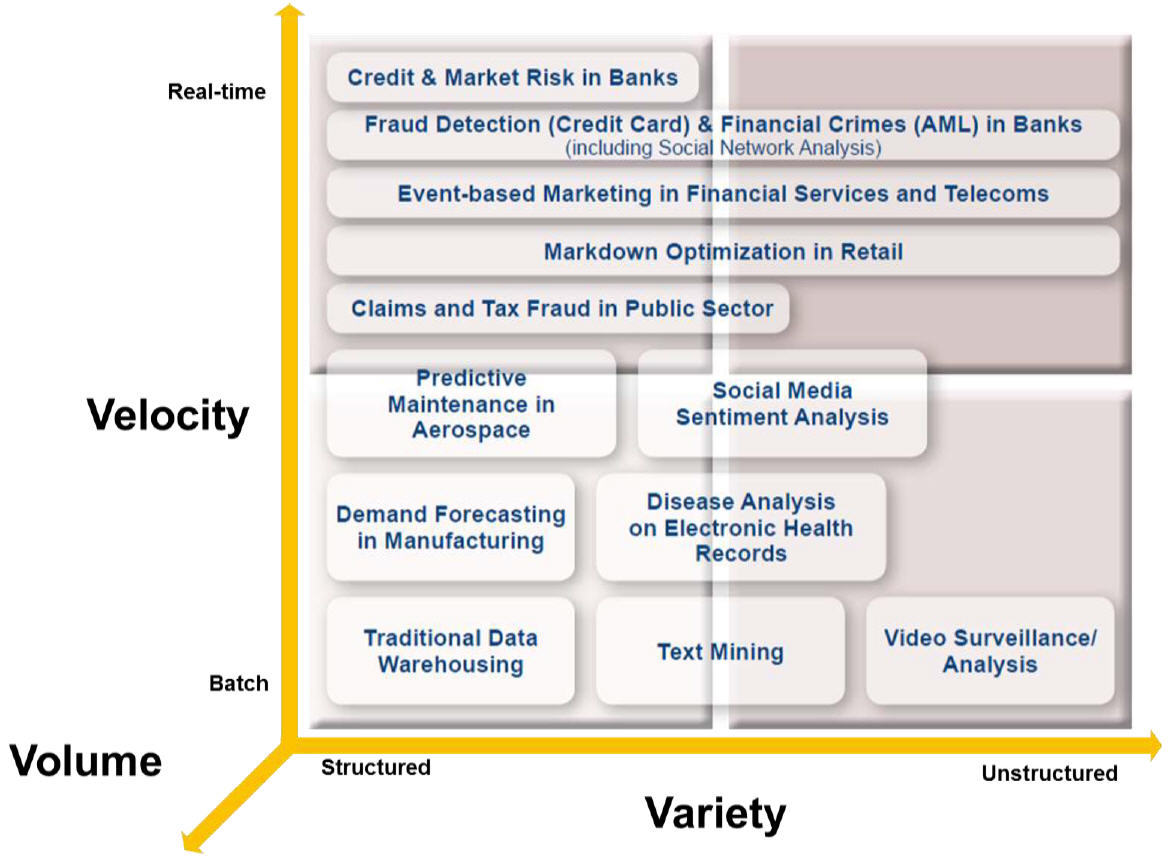 Real-time
Credit & Market Risk in Banks
Fraud Detection (Credit Card) & Financial Crimes (AML) in Banks
(including Social Network Analysis)
Event-based Marketing in Financial Services and Telecoms
Markdown Optimization in Retail
Claims and Tax Fraud in Public Sector
Velocity
Predictive
Maintenance in
Aerospace
Social Media
Sentiment Analysis
Demand Forecasting
in Manufacturing
Disease Analysis
on Electronic Health
Records
Traditional Data
Warehousing
Text Mining
Video Surveillance/
Analysis
Batch
Volume
Structured
Unstructured
Variety